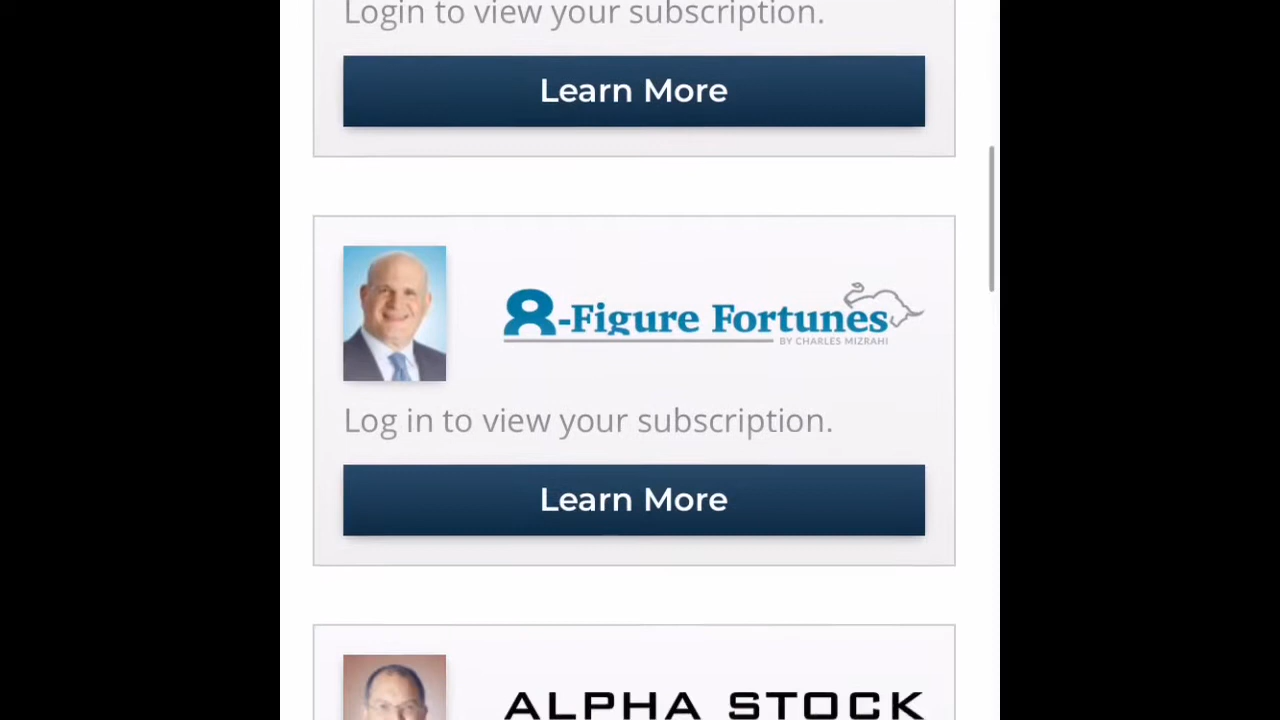 Login to view your subscription.
Learn More
8-Figure Fortunes
BY CHARLES MIZRAHI
Log in to view your subscription.
Learn More
ALPHA STOCK